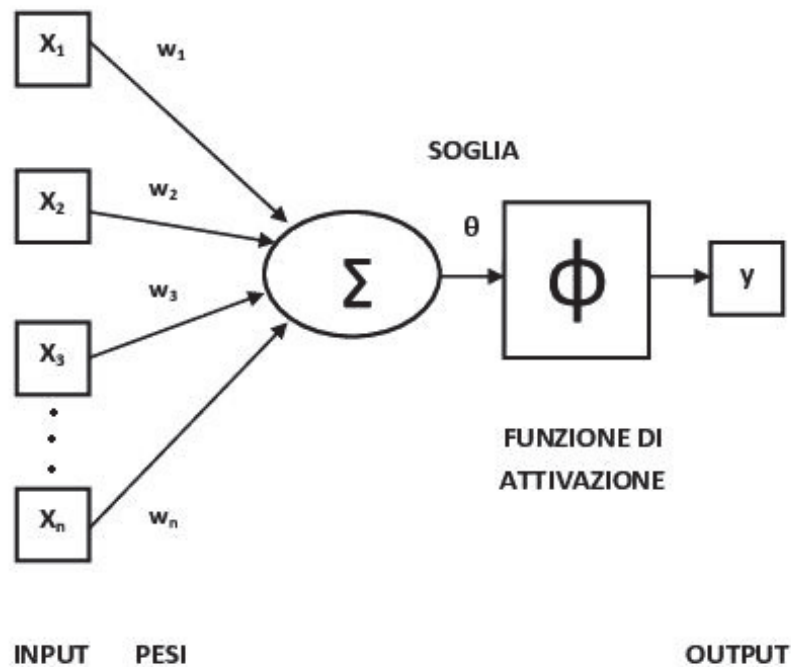 X₁
w₁
SOGLIA
X₂
w₂
θ
Σ
ϕ
y
w₃
X₃
FUNZIONE DI
ATTIVAZIONE
Xₙ
wₙ
INPUT PESI OUTPUT